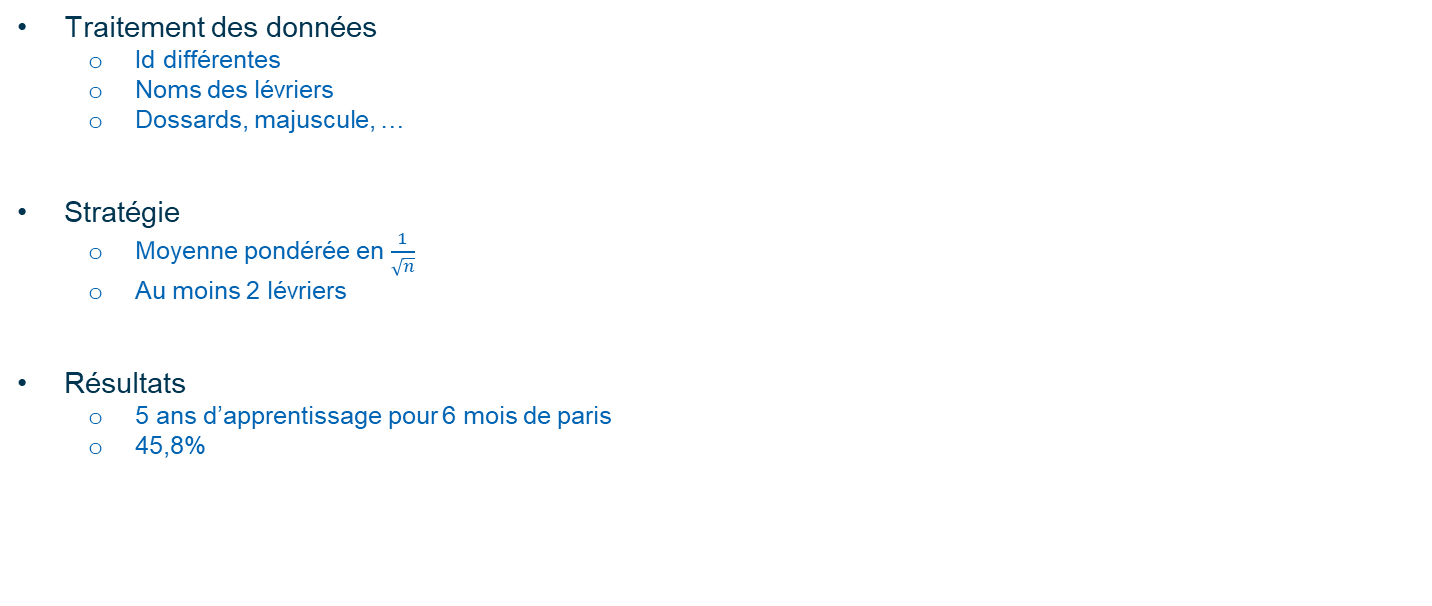 • Traitement des données
o Id différentes
o Noms des lévriers
o Dossards, majuscule, …
• Stratégie
o Moyenne pondérée en 1/√n
o Au moins 2 lévriers
• Résultats
o 5 ans d’apprentissage pour 6 mois de paris
o 45,8%